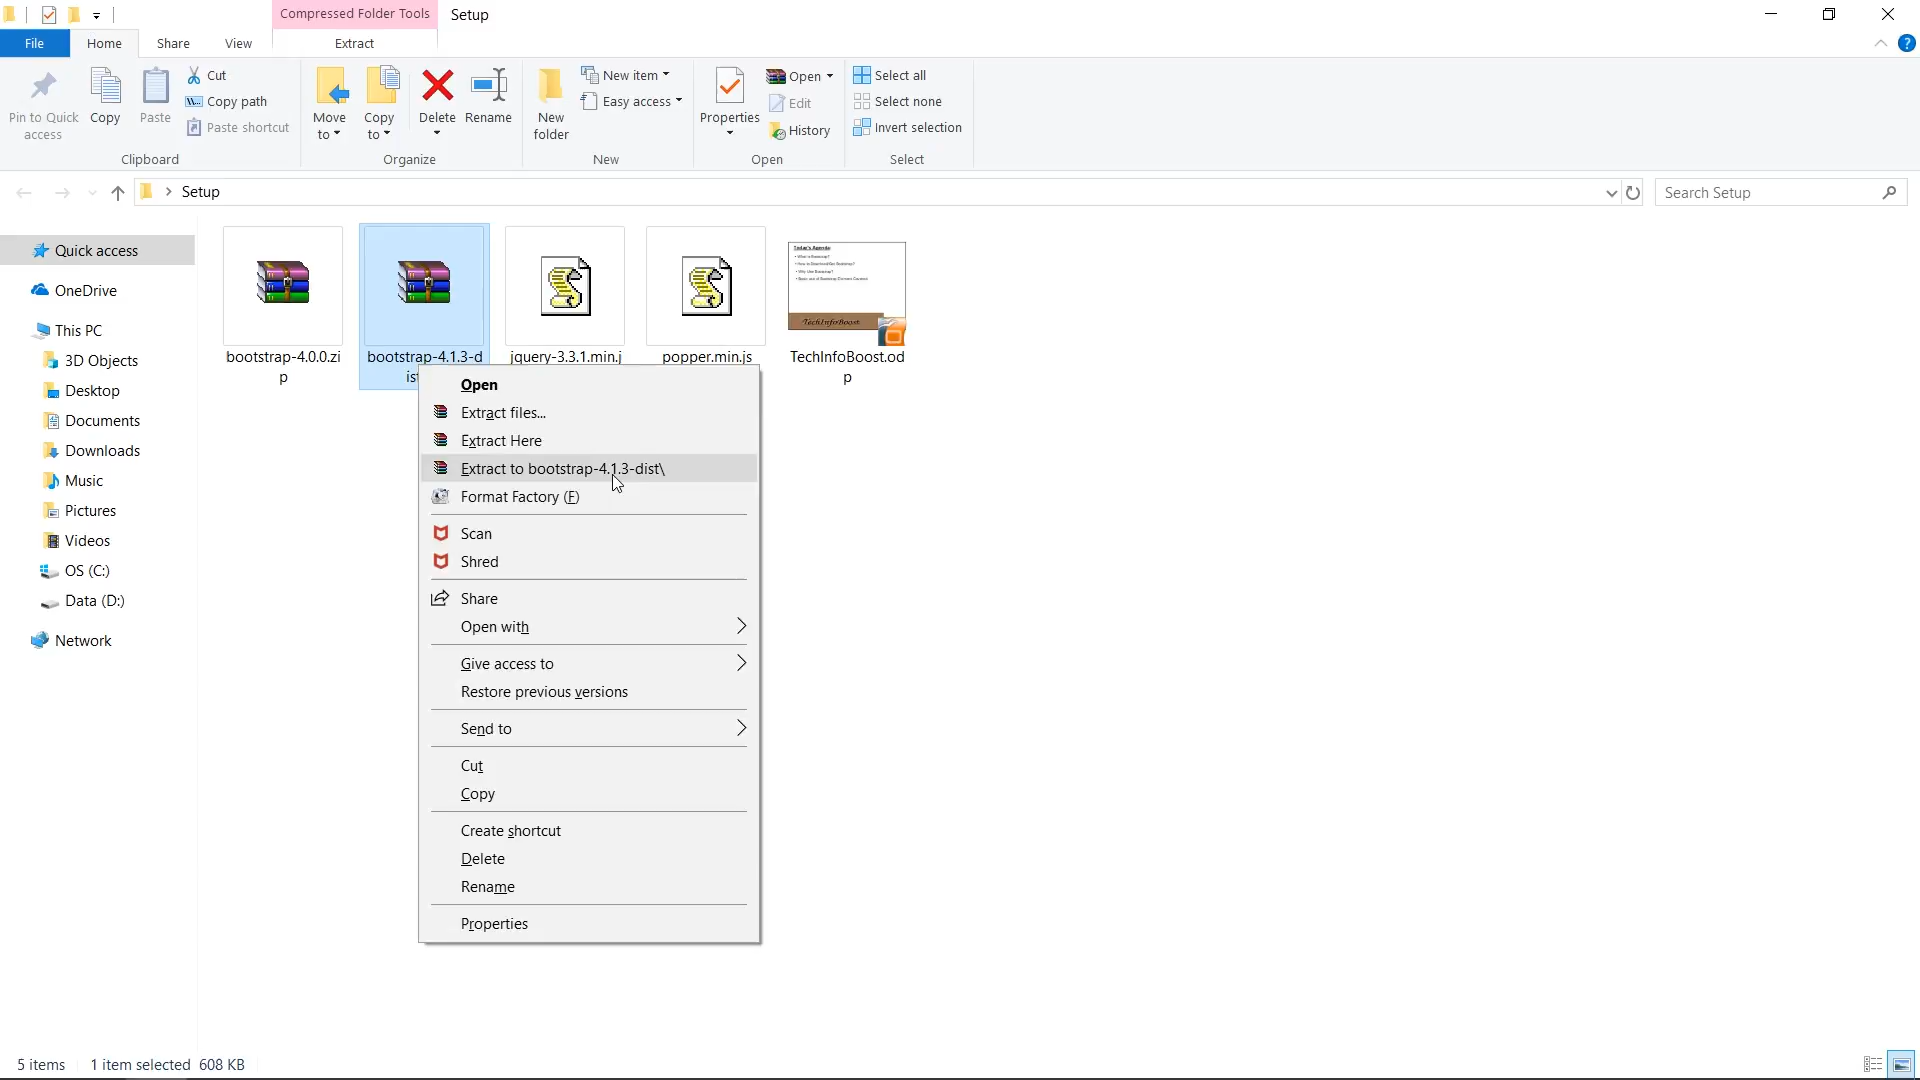 Compressed Folder Tools
Setup
File
Home
Share
View
Extract
Pin to Quick
access
Copy
Paste
Cut
Copy path
Paste shortcut
Clipboard
Move
to
Copy
to
Delete
Rename
Organize
New
folder
New item
Easy access
New
Properties
Open
Edit
History
Open
Select all
Select none
Invert selection
Select
Setup
Search Setup
Quick access
OneDrive
This PC
3D Objects
Desktop
Documents
Downloads
Music
Pictures
Videos
OS (C:)
Data (D:)
Network
bootstrap-4.0.0.zi
p
bootstrap-4.1.3-d
is
jquery-3.3.1.min.j
popper.min.js
Today's Agenda:
TechInfoBoost
TechInfoBoost.od
p
Open
Extract files...
Extract Here
Extract to bootstrap-4.1.3-dist\
Format Factory (F)
Scan
Shred
Share
Open with
Give access to
Restore previous versions
Send to
Cut
Copy
Create shortcut
Delete
Rename
Properties
5 items
1 item selected 608 KB